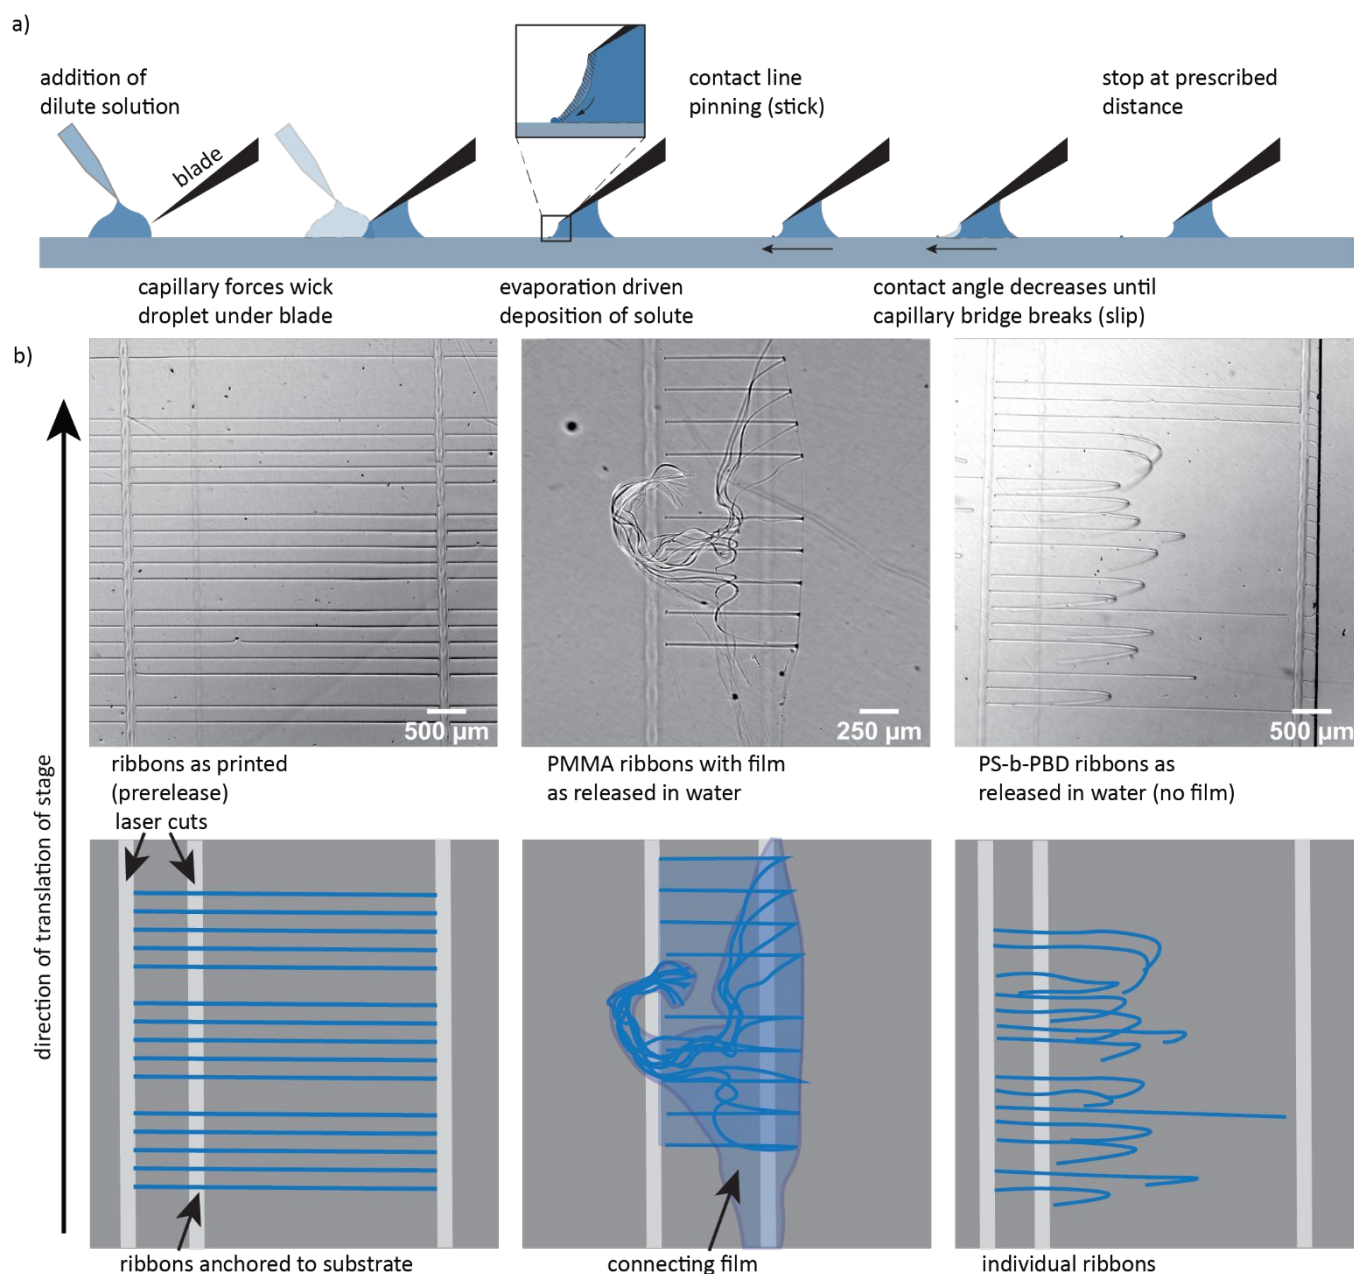 a)
addition of
dilute solution
blade
contact line
pinning (stick)
stop at prescribed
distance
capillary forces wick
droplet under blade
evaporation driven
deposition of solute
contact angle decreases until
capillary bridge breaks (slip)
b)
direction of translation of stage
500 µm
250 µm
500 µm
ribbons as printed
(prerelease)
laser cuts
PMMA ribbons with film
as released in water
PS-b-PBD ribbons as
released in water (no film)
ribbons anchored to substrate
connecting film
individual ribbons